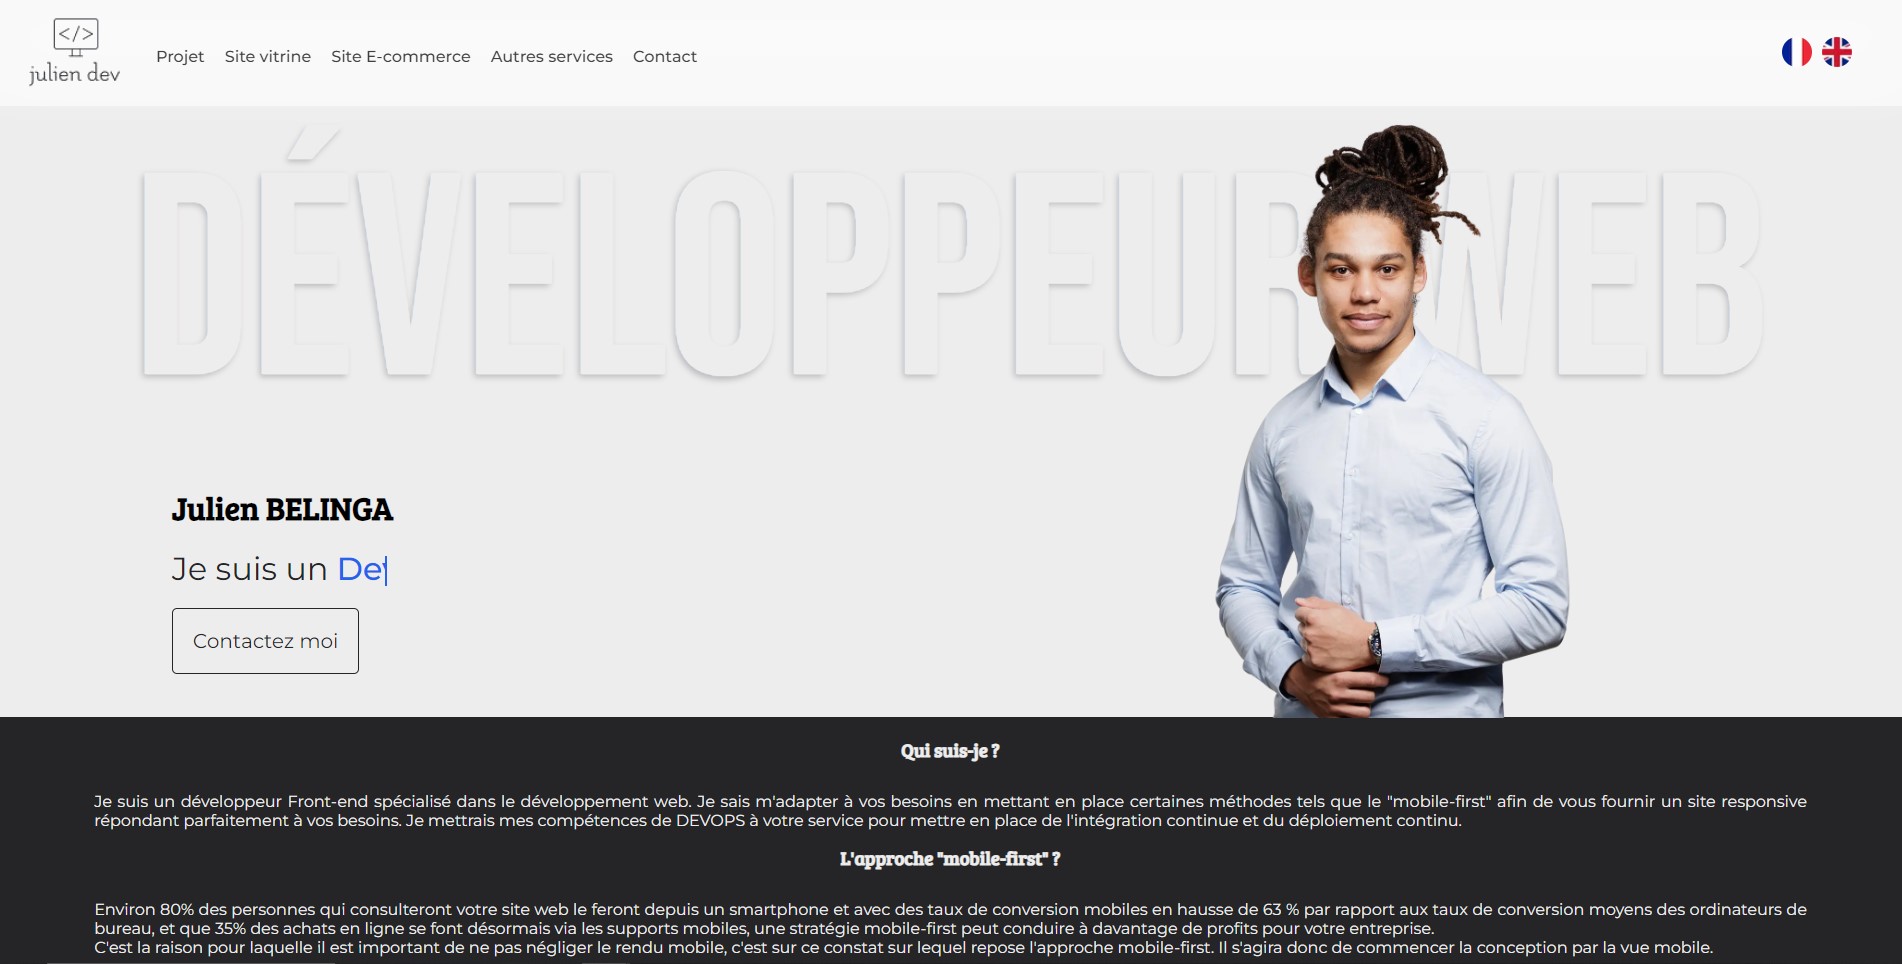 </>
julien dev
Projet Site vitrine Site E-commerce Autres services Contact
DÉVELOPPEUR WEB
Julien BELINGA
Je suis un Dev
Contactez moi
Qui suis-je ?
Je suis un développeur Front-end spécialisé dans le développement web. Je sais m'adapter à vos besoins en mettant en place certaines méthodes tels que le "mobile-first" afin de vous fournir un site responsive
répondant parfaitement à vos besoins. Je mettrais mes compétences de DEVOPS à votre service pour mettre en place de l'intégration continue et du déploiement continu.
L'approche "mobile-first" ?
Environ 80% des personnes qui consulteront votre site web le feront depuis un smartphone et avec des taux de conversion mobiles en hausse de 63 % par rapport aux taux de conversion moyens des ordinateurs de
bureau, et que 35% des achats en ligne se font désormais via les supports mobiles, une stratégie mobile-first peut conduire à davantage de profits pour votre entreprise.
C'est la raison pour laquelle il est important de ne pas négliger le rendu mobile, c'est sur ce constat sur lequel repose l'approche mobile-first. Il s'agira donc de commencer la conception par la vue mobile.